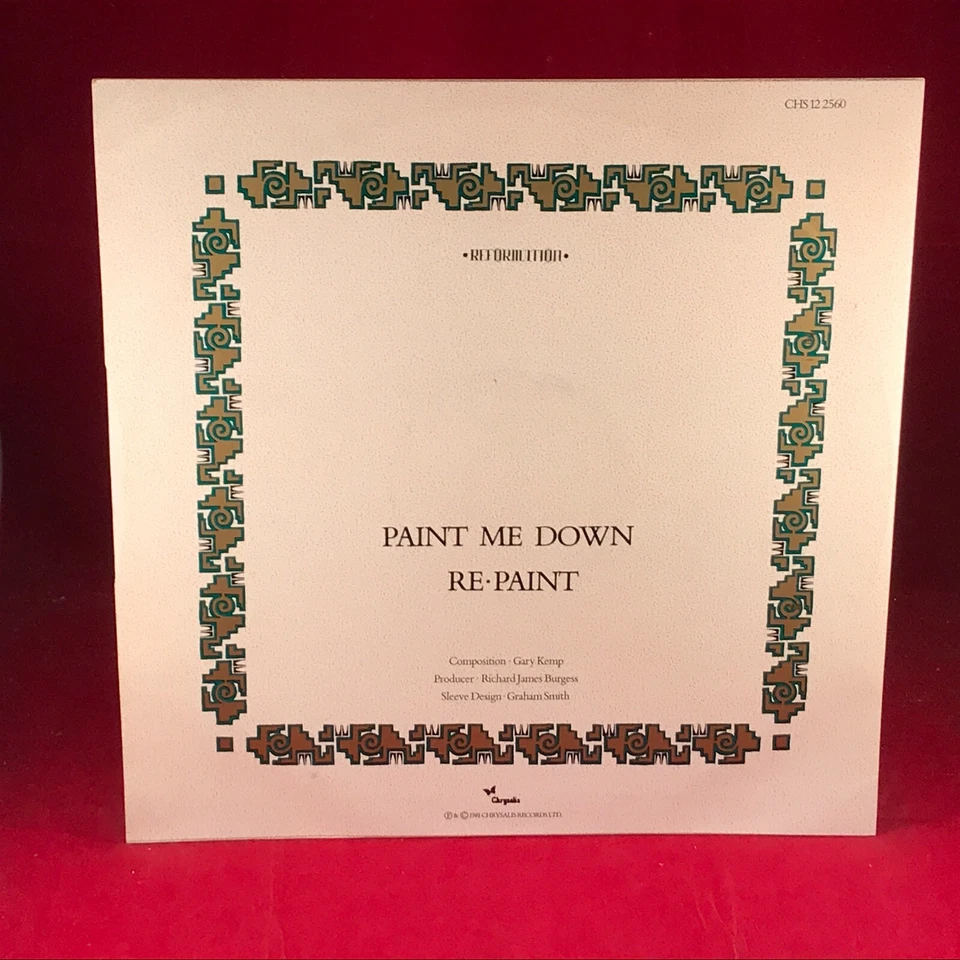 CHS 12 2560
•REFORMATION•
PAINT ME DOWN
RE·PAINT
Composition · Gary Kemp
Producer · Richard James Burgess
Sleeve Design · Graham Smith
Chrysalis
℗ & © 1981 CHRYSALIS RECORDS LTD.